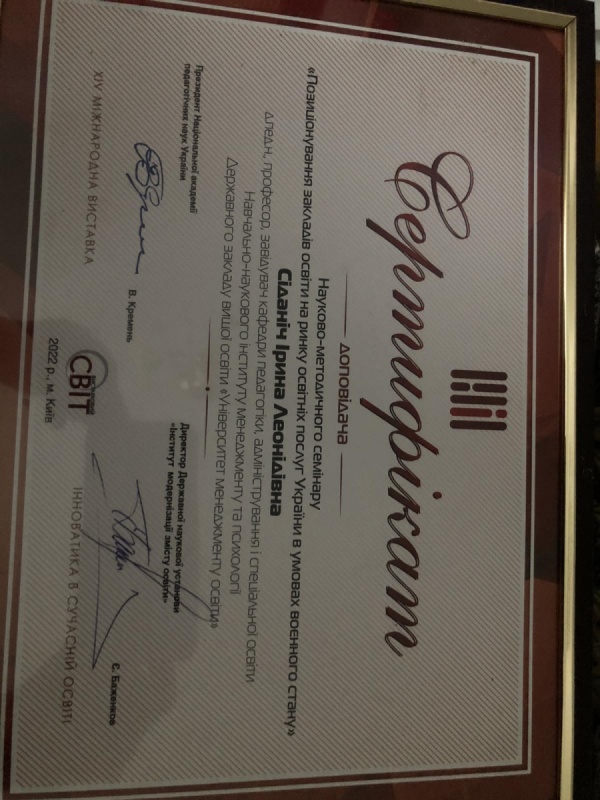 Сертифікат
доповідача
Науково-методичного семінару
«Позиціонування закладів освіти на ринку освітніх послуг України в умовах воєнного стану»
Сіданіч Ірина Леонідівна
д.пед.н., професор, завідувач кафедри педагогіки, адміністрування і спеціальної освіти
Навчально-наукового інституту менеджменту та психології
Державного закладу вищої освіти «Університет менеджменту освіти»
Президент Національної академії
педагогічних наук України
В. Кремень
Директор Державної наукової установи
«Інститут модернізації змісту освіти»
Є. Баженков
XIV МІЖНАРОДНА ВИСТАВКА
СВІТ
ІННОВАТИКА В СУЧАСНІЙ ОСВІТІ
2022 р., м. Київ